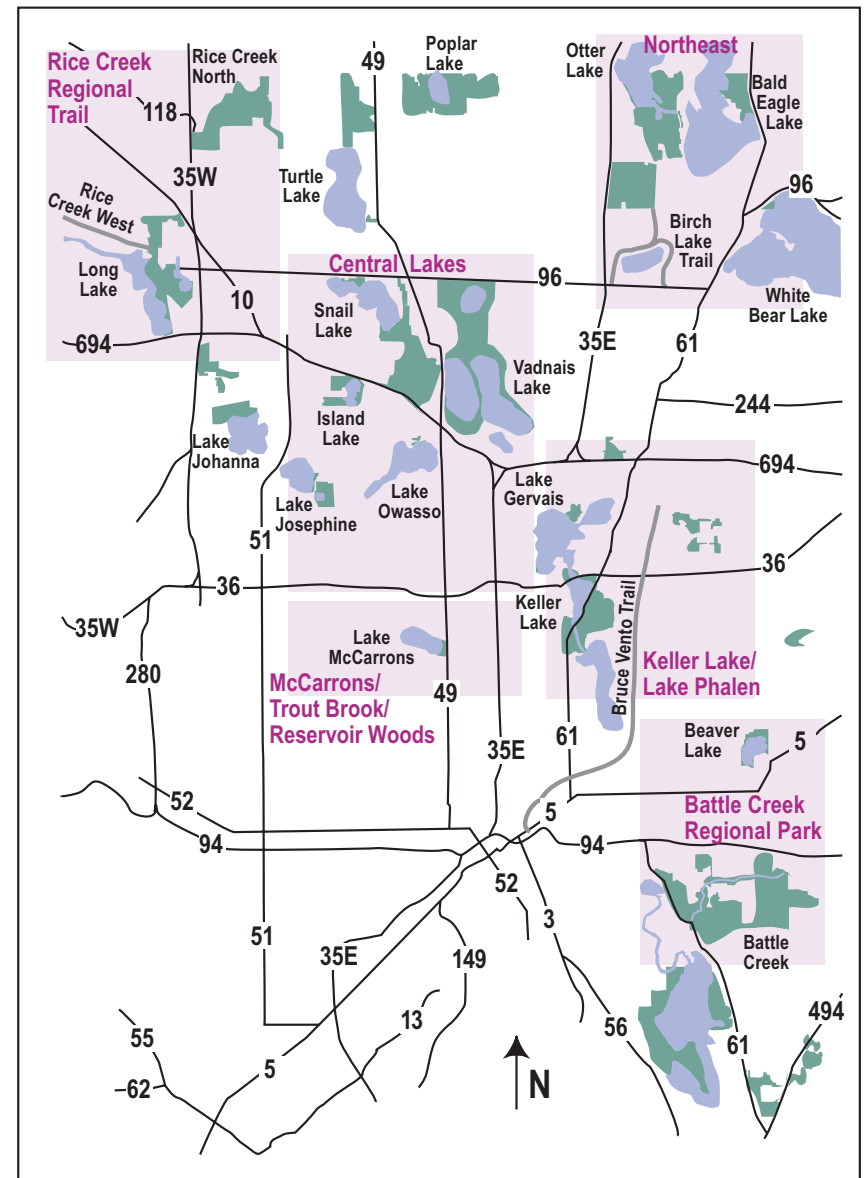 Rice Creek
Regional
Trail
Rice Creek
North
118
35W
49
Poplar
Lake
Otter
Lake
Northeast
Bald
Eagle
Lake
Turtle
Lake
96
Rice
Creek West
Birch
Lake
Trail
Long
Lake
10
Central Lakes
96
Snail
Lake
White
Bear Lake
694
35E
61
Vadnais
Lake
Island
Lake
244
Lake
Johanna
Lake
Josephine
Lake
Owasso
Lake
Gervais
694
51
36
36
35W
Keller
Lake
Bruce Vento Trail
280
Lake
McCarrons
McCarrons/
Trout Brook/
Reservoir Woods
49
Keller Lake/
Lake Phalen
35E
61
Beaver
Lake
5
52
5
Battle Creek
Regional Park
94
94
52
3
51
35E
149
Battle
Creek
55
13
56
61
494
5
62
N